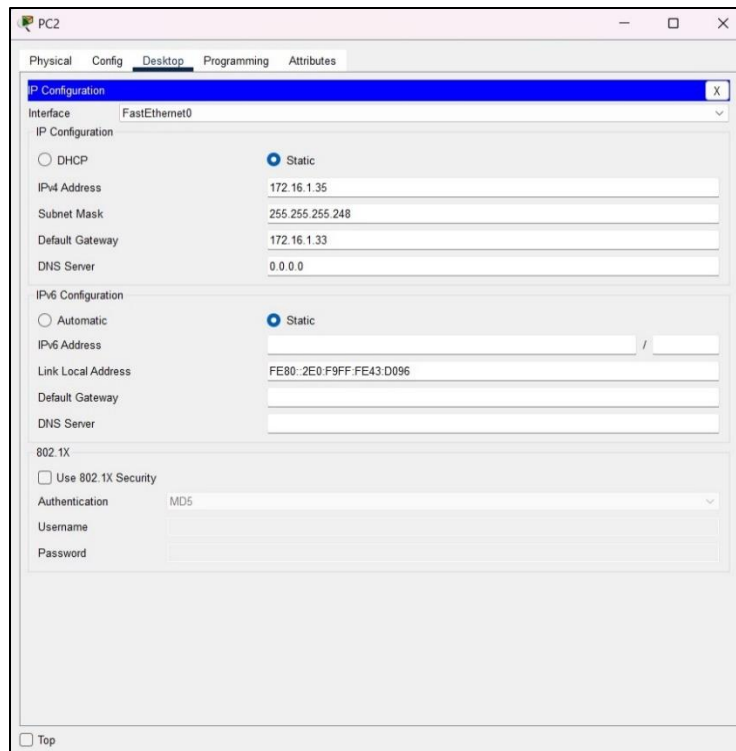 PC2
Physical Config Desktop Programming Attributes
IP Configuration X
Interface FastEthernet0
IP Configuration
DHCP Static
IPv4 Address 172.16.1.35
Subnet Mask 255.255.255.248
Default Gateway 172.16.1.33
DNS Server 0.0.0.0
IPv6 Configuration
Automatic Static
IPv6 Address /
Link Local Address FE80::2E0:F9FF:FE43:D096
Default Gateway
DNS Server
802.1X
Use 802.1X Security
Authentication MD5
Username
Password
Top